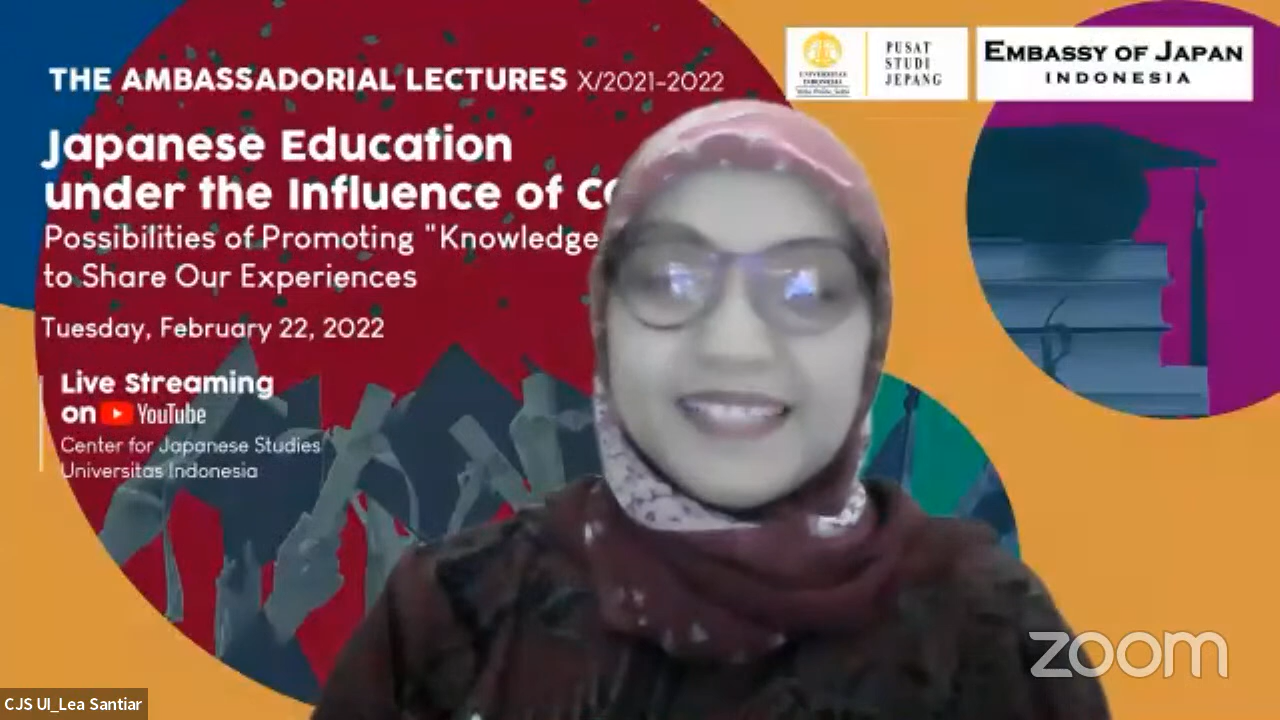 THE AMBASSADORIAL LECTURES X/2021-2022
UNIVERSITAS
INDONESIA
PUSAT
STUDI
JEPANG
EMBASSY OF JAPAN
INDONESIA
Japanese Education
under the Influence of CO
Possibilities of Promoting "Knowledge
to Share Our Experiences
Tuesday, February 22, 2022
Live Streaming
on YouTube
Center for Japanese Studies
Universitas Indonesia
zoom
CJS UI_Lea Santiar